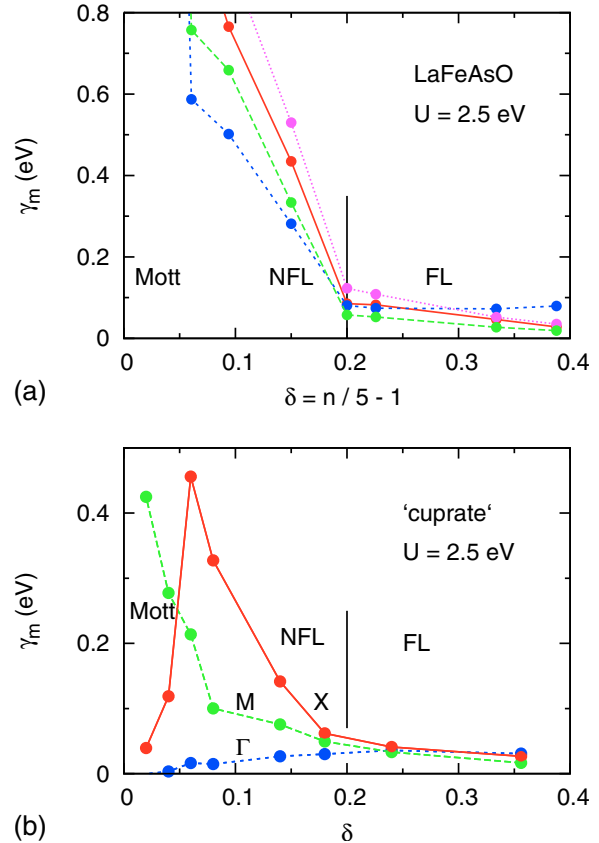 0.8
0.6
0.4
0.2
0
γm (eV)
LaFeAsO
U = 2.5 eV
Mott
NFL
FL
0
0.1
0.2
0.3
0.4
(a)
δ = n / 5 - 1
0.4
0.2
0
γm (eV)
'cuprate'
U = 2.5 eV
Mott
NFL
FL
M
X
Γ
0
0.1
0.2
0.3
0.4
(b)
δ